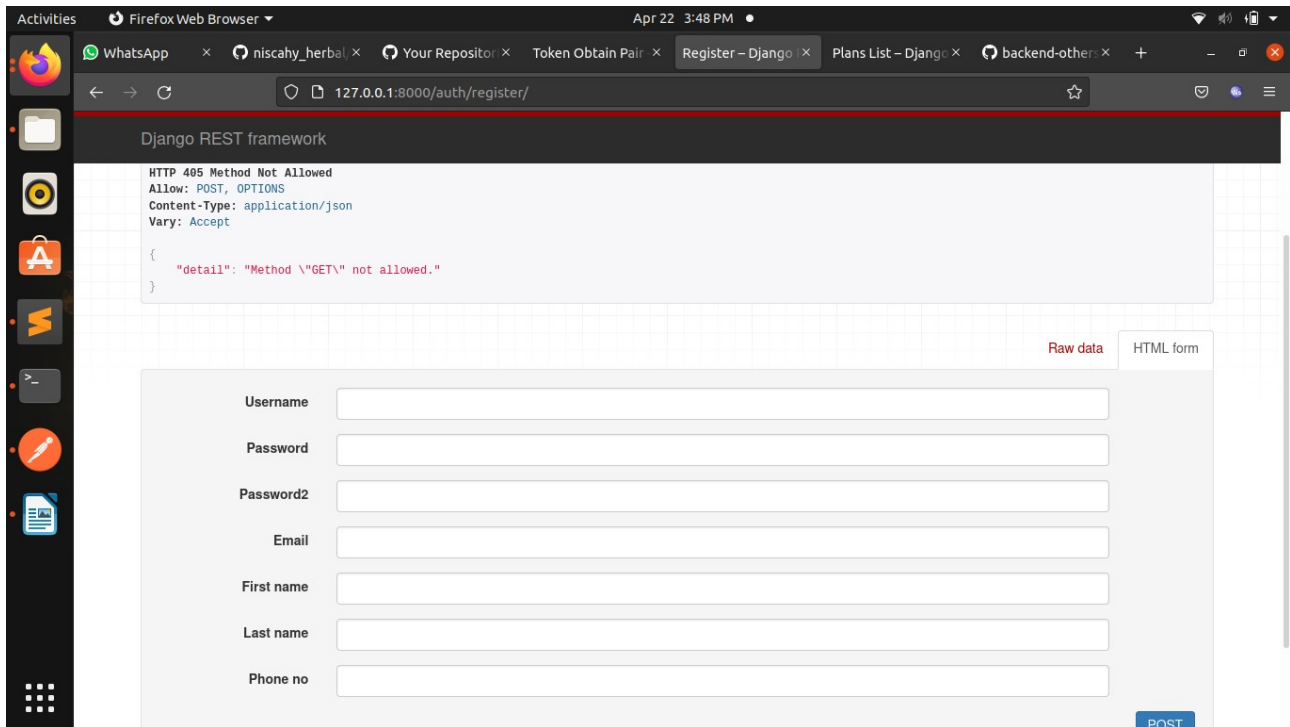 Activities Firefox Web Browser Apr 22 3:48 PM
WhatsApp niscahy_herbal/ Your Repositori Token Obtain Pair – Register – Django Plans List – Django backend-others
127.0.0.1:8000/auth/register/
Django REST framework
HTTP 405 Method Not Allowed
Allow: POST, OPTIONS
Content-Type: application/json
Vary: Accept
{
"detail": "Method \"GET\" not allowed."
}
Raw data HTML form
Username
Password
Password2
Email
First name
Last name
Phone no
POST